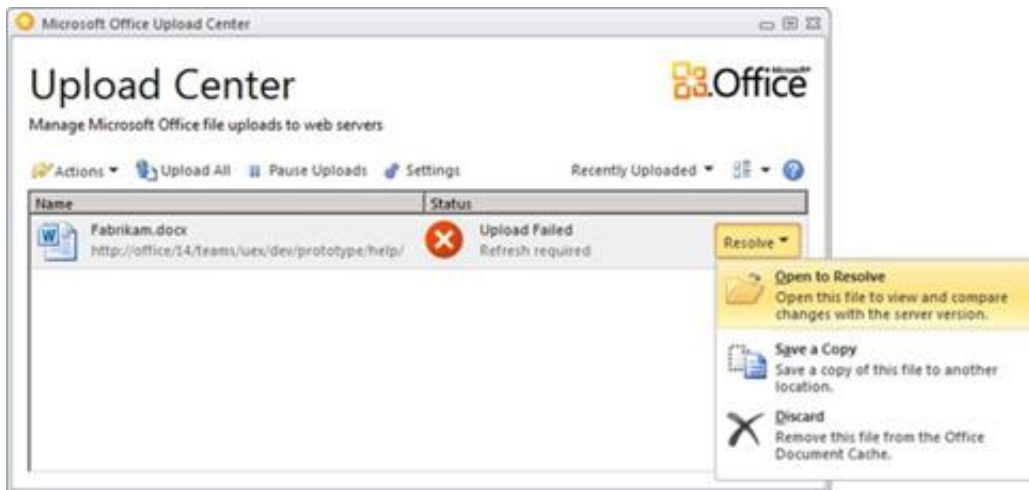 Microsoft Office Upload Center
Upload Center
Microsoft®
Office
Manage Microsoft Office file uploads to web servers
Actions Upload All Pause Uploads Settings Recently Uploaded
Name Status
Fabrikam.docx Upload Failed
http://office/14/teams/uex/dev/prototype/help/ Refresh required
Resolve
Open to Resolve
Open this file to view and compare
changes with the server version.
Save a Copy
Save a copy of this file to another
location.
Discard
Remove this file from the Office
Document Cache.